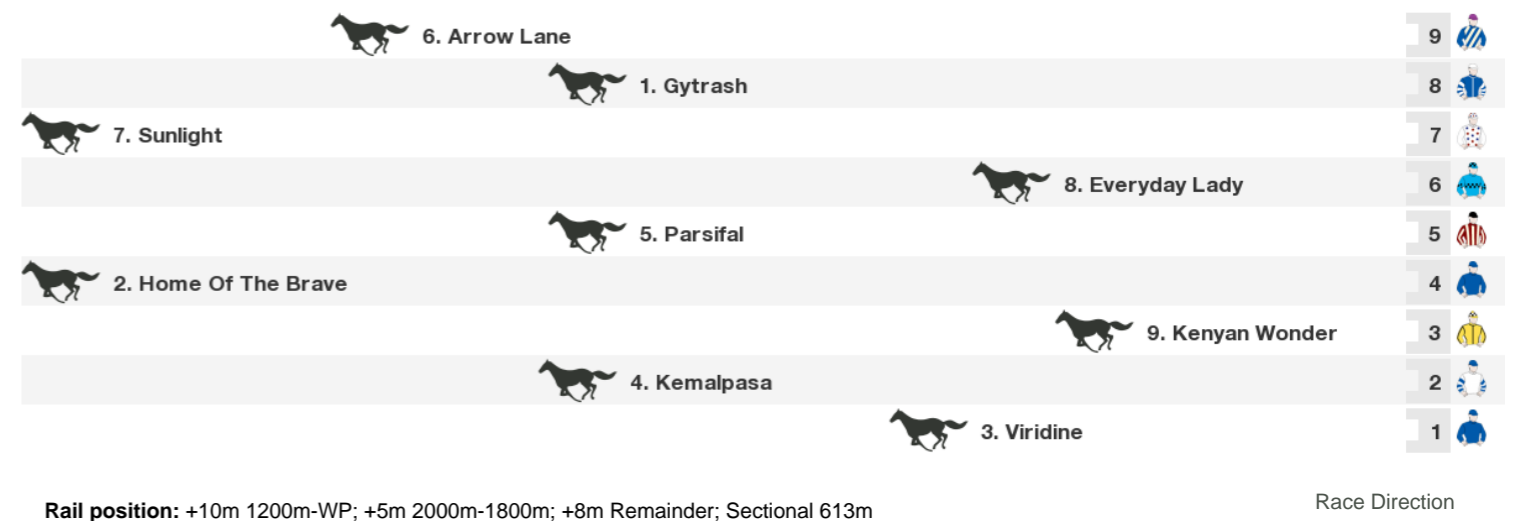 6. Arrow Lane 9
1. Gytrash 8
7. Sunlight 7
8. Everyday Lady 6
5. Parsifal 5
2. Home Of The Brave 4
9. Kenyan Wonder 3
4. Kemalpasa 2
3. Viridine 1
Race Direction
Rail position: +10m 1200m-WP; +5m 2000m-1800m; +8m Remainder; Sectional 613m